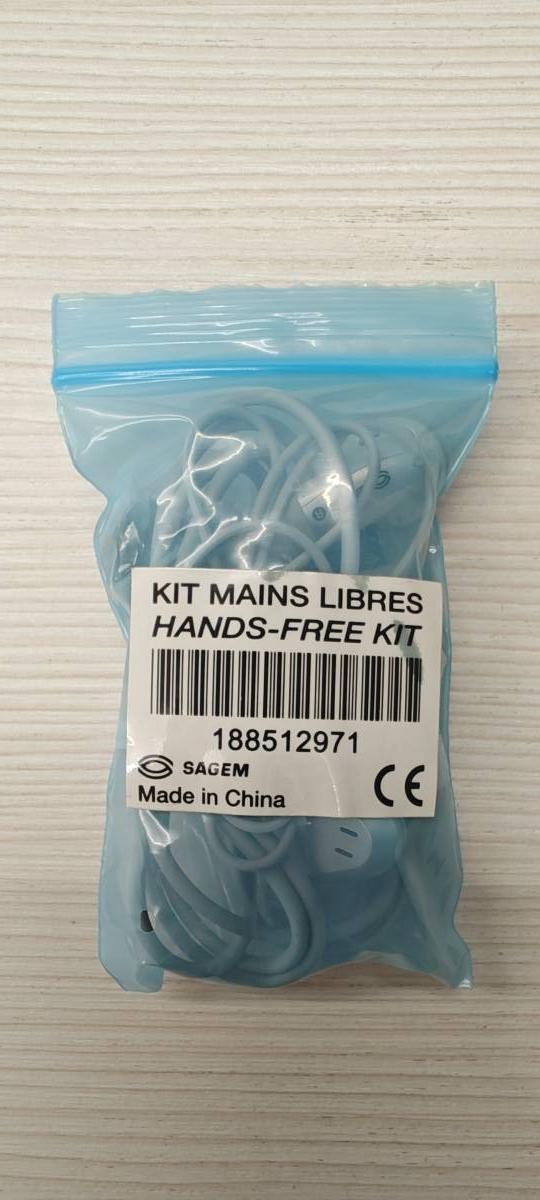 KIT MAINS LIBRES
HANDS-FREE KIT
188512971
SAGEM
Made in China
CE